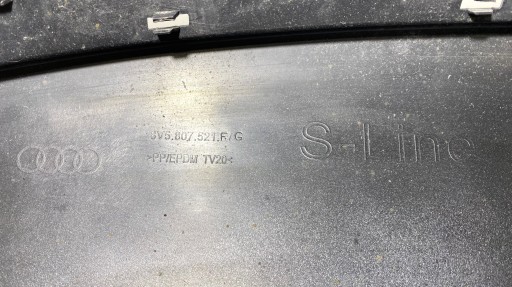 8V5.807.521.F/G
>PP/EPDM TV20<
S-Line